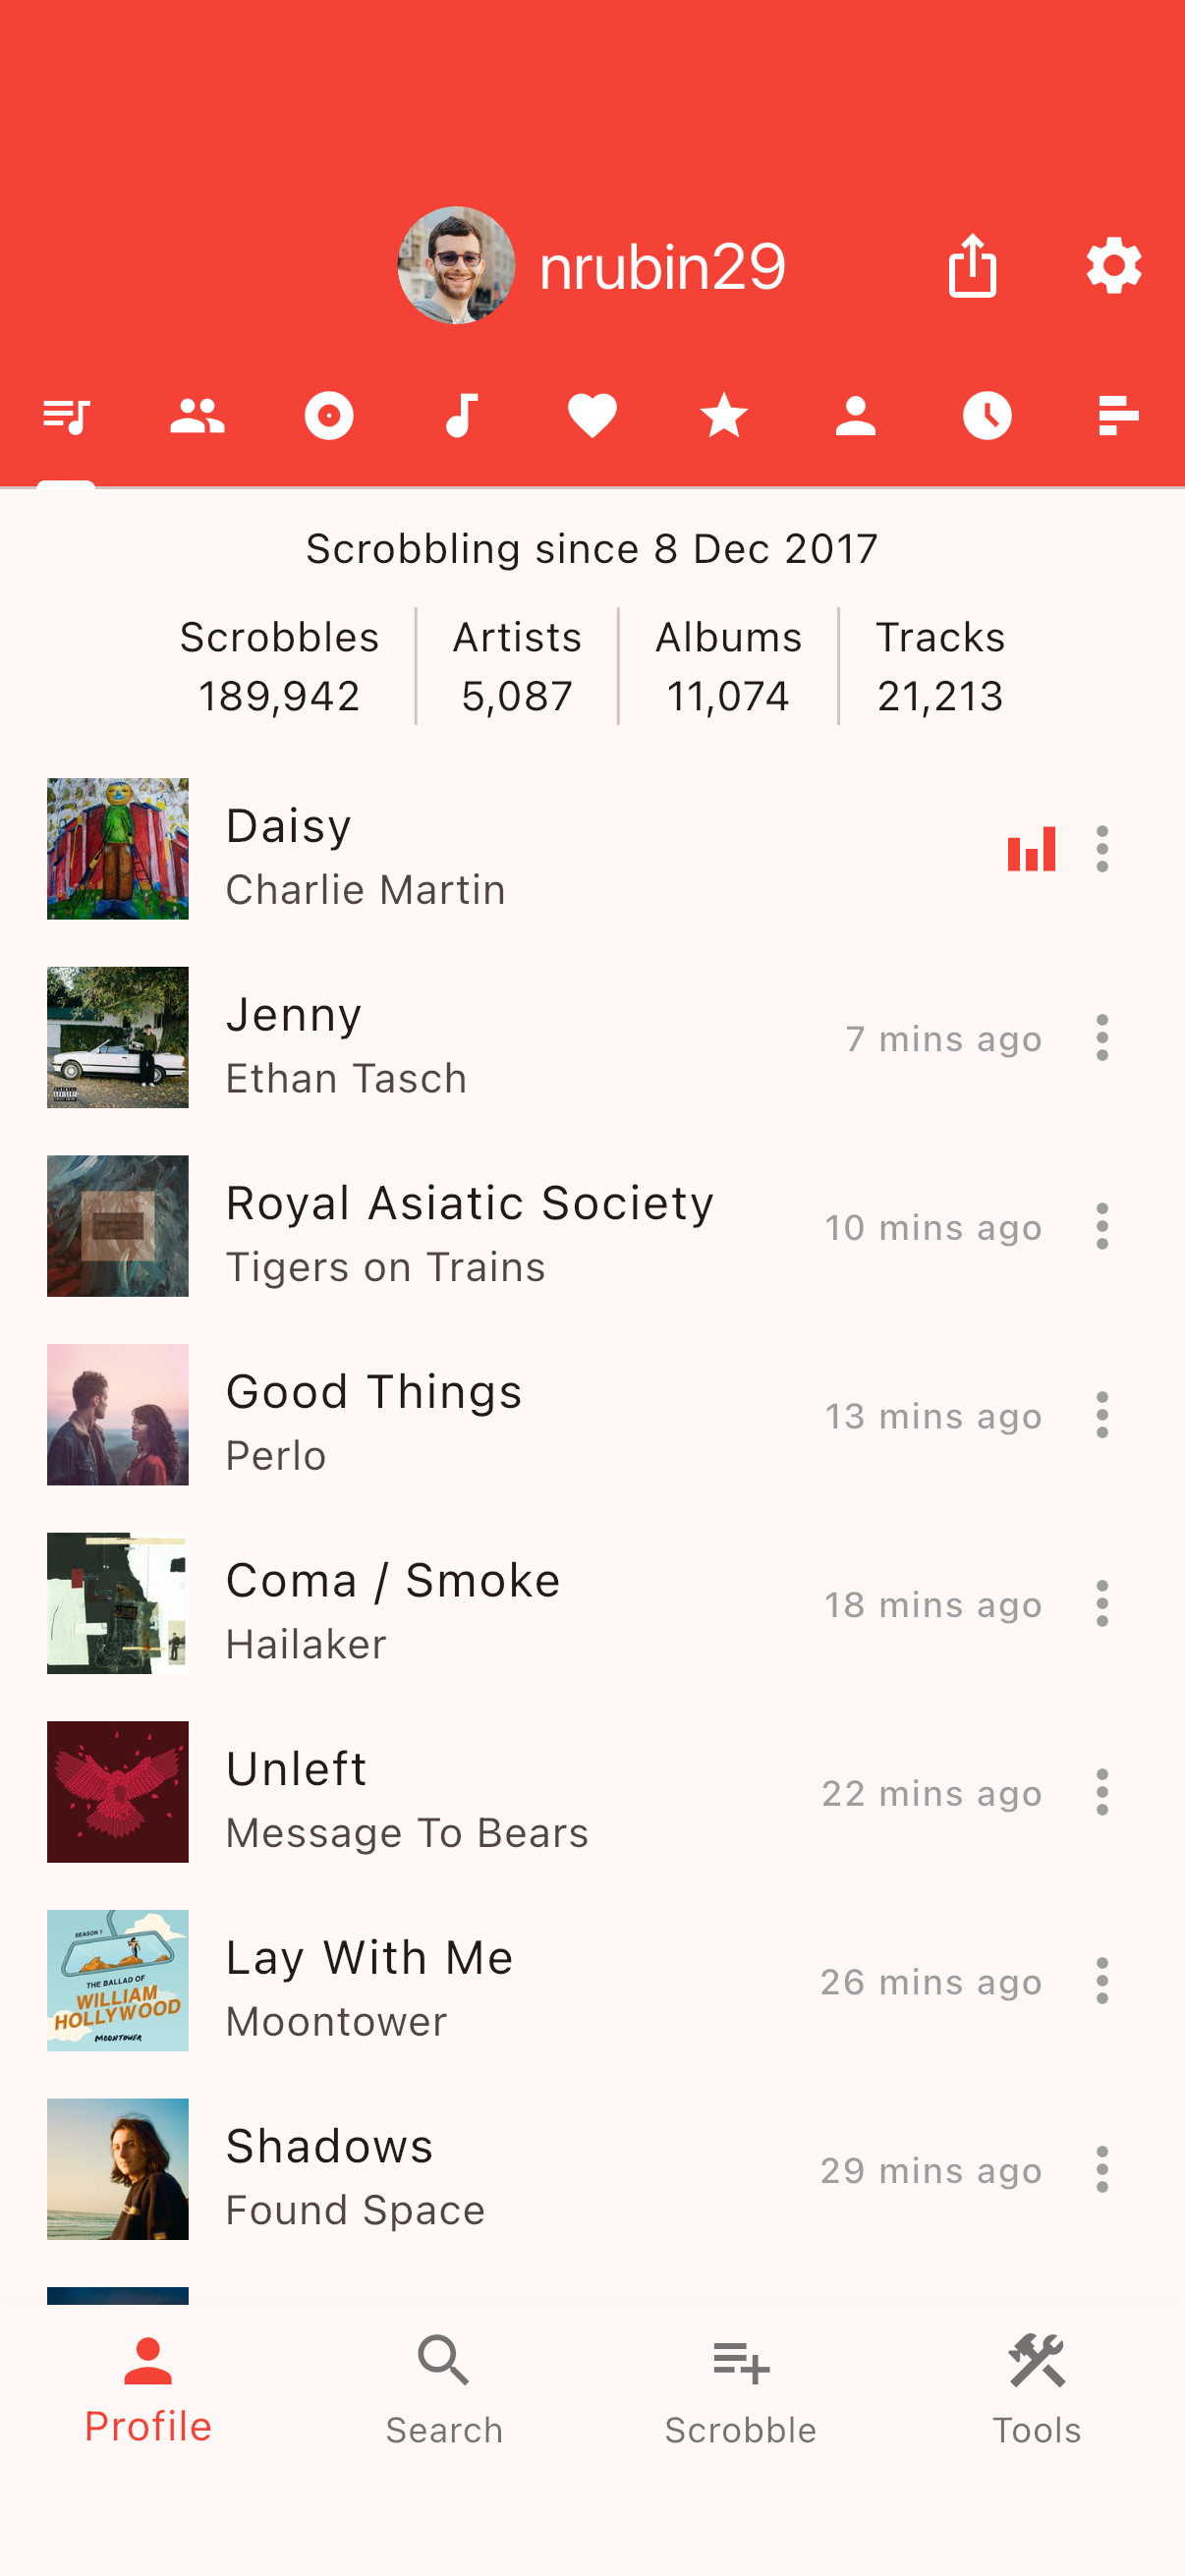 nrubin29
Scrobbling since 8 Dec 2017
Scrobbles Artists Albums Tracks
189,942 5,087 11,074 21,213
Daisy
Charlie Martin
Jenny
7 mins ago
Ethan Tasch
Royal Asiatic Society
10 mins ago
Tigers on Trains
Good Things
13 mins ago
Perlo
Coma / Smoke
18 mins ago
Hailaker
Unleft
22 mins ago
Message To Bears
SEASON 1
THE BALLAD OF
WILLIAM
HOLLYWOOD
MOONTOWER
Lay With Me
26 mins ago
Moontower
Shadows
29 mins ago
Found Space
Profile Search Scrobble Tools